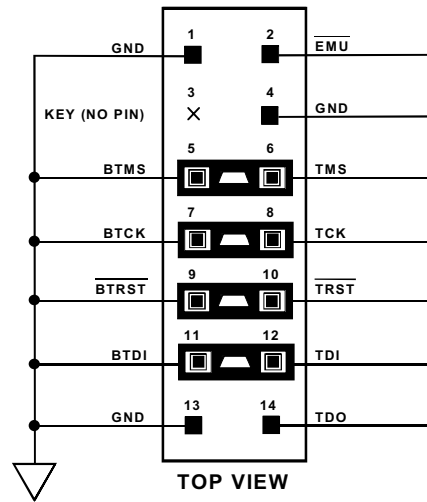 1 2
GND EMU
3 4
KEY (NO PIN) GND
5 6
BTMS TMS
7 8
BTCK TCK
9 10
BTRST TRST
11 12
BTDI TDI
13 14
GND TDO
TOP VIEW